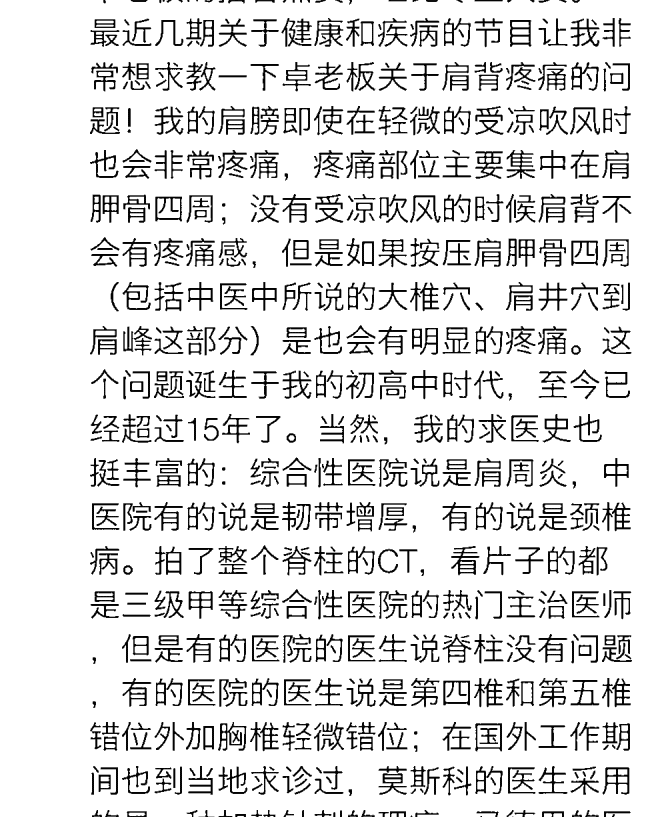 最近几期关于健康和疾病的节目让我非
常想求教一下卓老板关于肩背疼痛的问
题！我的肩膀即使在轻微的受凉吹风时
也会非常疼痛，疼痛部位主要集中在肩
胛骨四周；没有受凉吹风的时候肩背不
会有疼痛感，但是如果按压肩胛骨四周
（包括中医中所说的大椎穴、肩井穴到
肩峰这部分）是也会有明显的疼痛。这
个问题诞生于我的初高中时代，至今已
经超过15年了。当然，我的求医史也
挺丰富的：综合性医院说是肩周炎，中
医院有的说是韧带增厚，有的说是颈椎
病。拍了整个脊柱的CT，看片子的都
是三级甲等综合性医院的热门主治医师
，但是有的医院的医生说脊柱没有问题
，有的医院的医生说是第四椎和第五椎
错位外加胸椎轻微错位；在国外工作期
间也到当地求诊过，莫斯科的医生采用